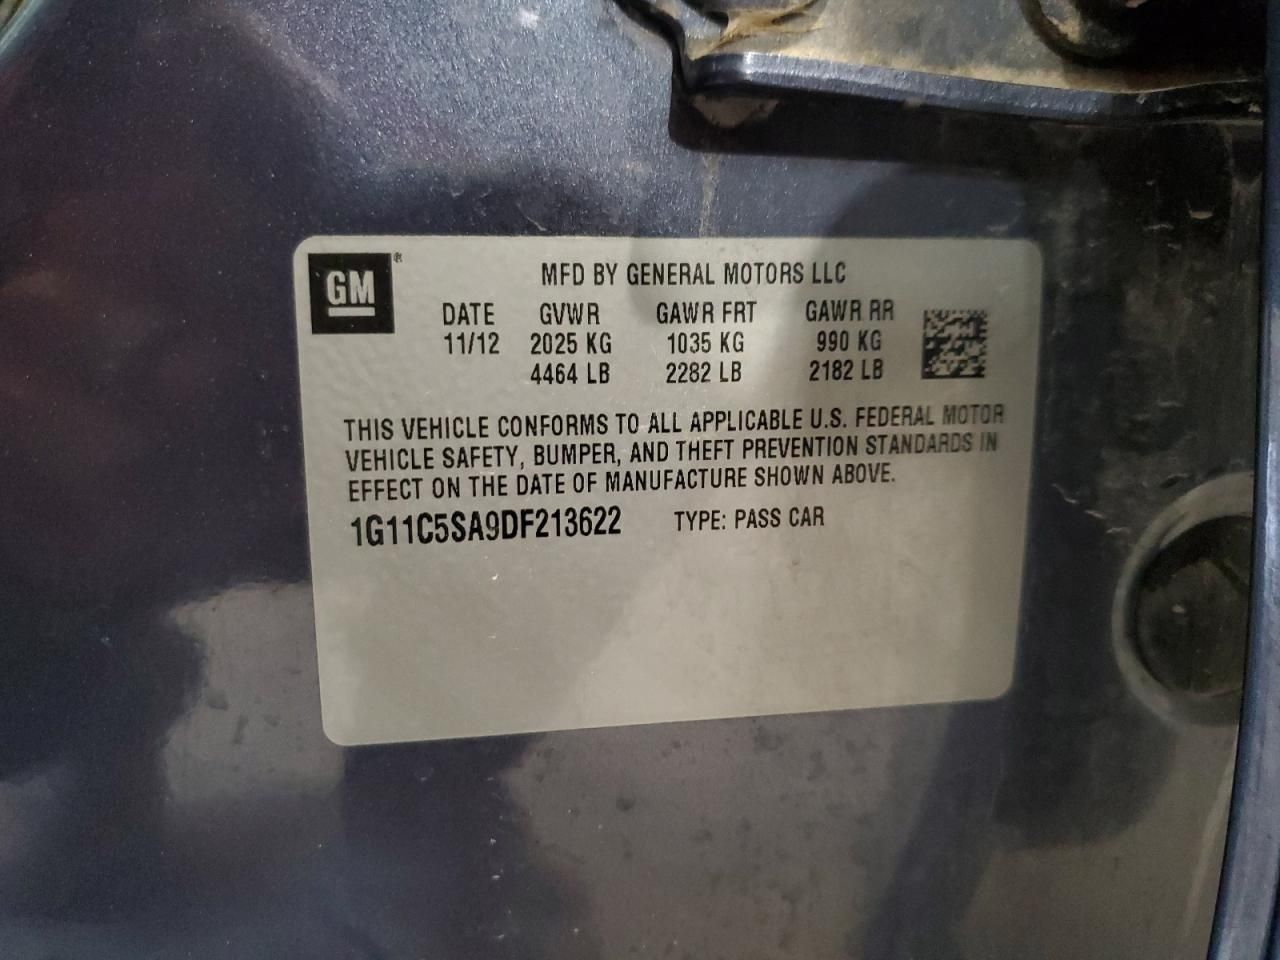 GM®
MFD BY GENERAL MOTORS LLC
DATE GVWR GAWR FRT GAWR RR
11/12 2025 KG 1035 KG 990 KG
4464 LB 2282 LB 2182 LB
THIS VEHICLE CONFORMS TO ALL APPLICABLE U.S. FEDERAL MOTOR
VEHICLE SAFETY, BUMPER, AND THEFT PREVENTION STANDARDS IN
EFFECT ON THE DATE OF MANUFACTURE SHOWN ABOVE.
1G11C5SA9DF213622 TYPE: PASS CAR